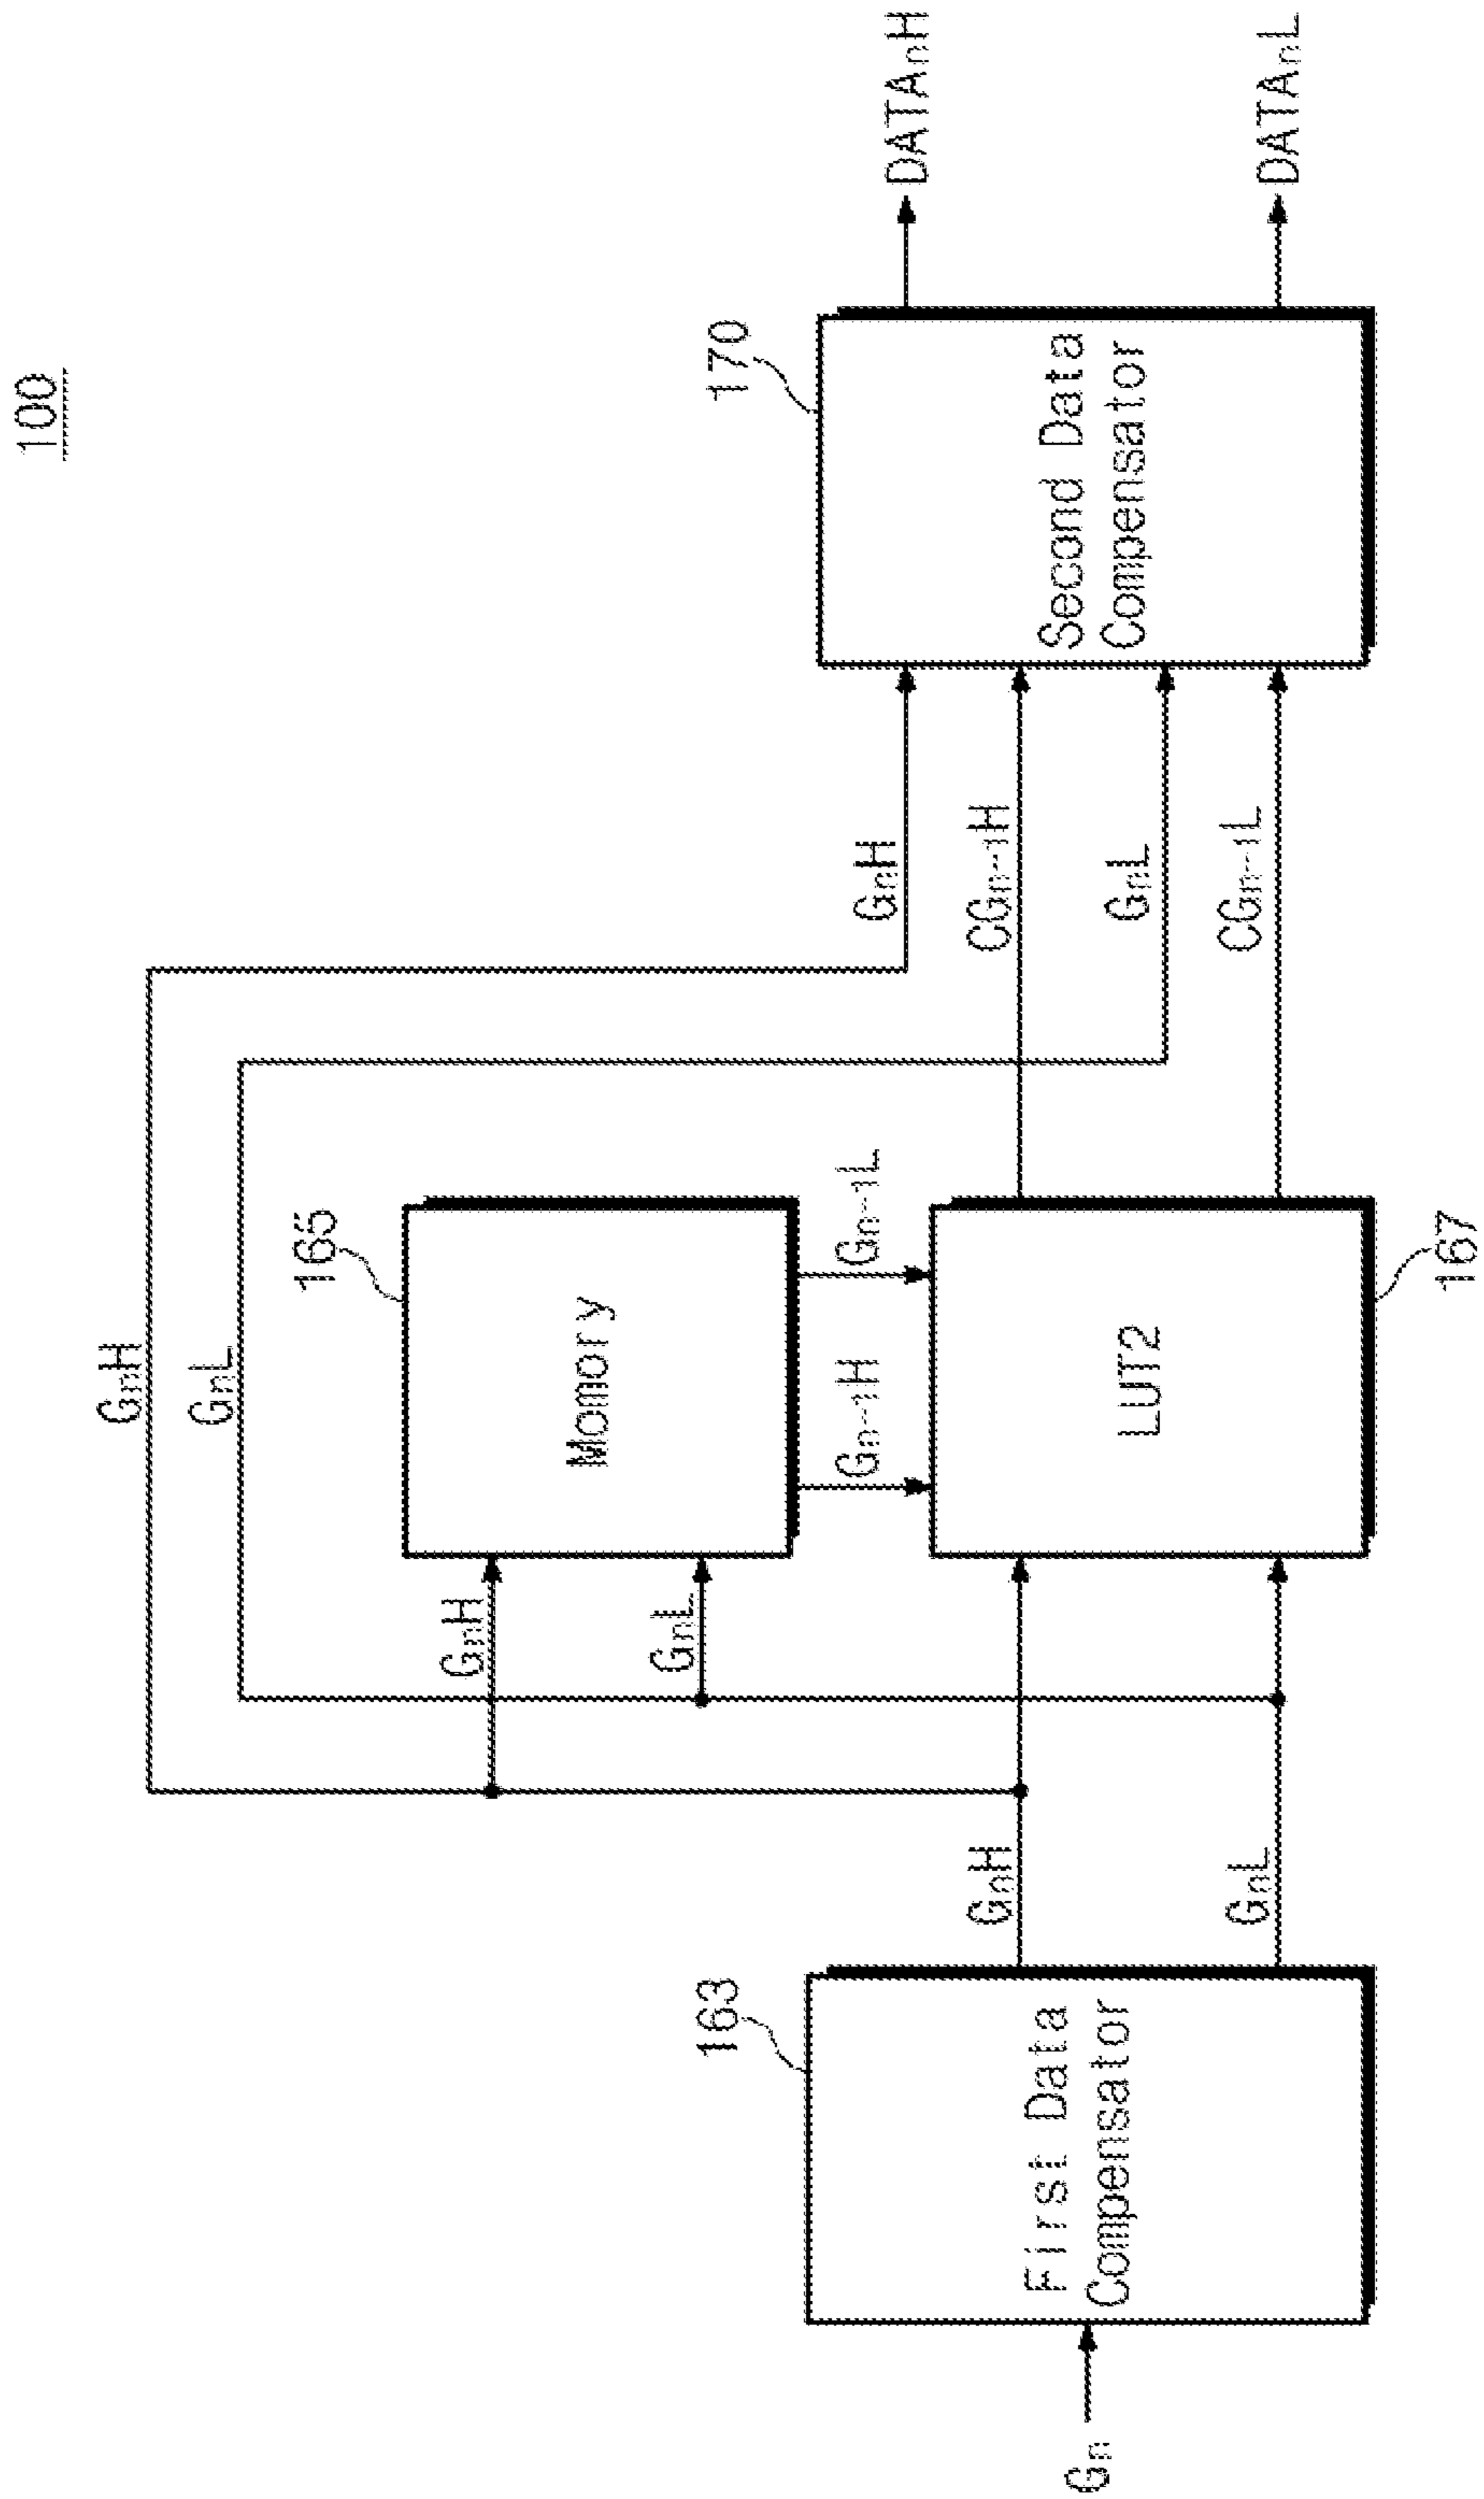 100
GnH
GnL
165
Momory
GnH
GnL
Gn-1H
Gn-1L
GnH
CGn-1H
GnL
CGn-1L
170
Second Data
Compensator
DATAnH
DATAnL
163
First Data
Compensator
Gn
GnH
GnL
LUT2
167